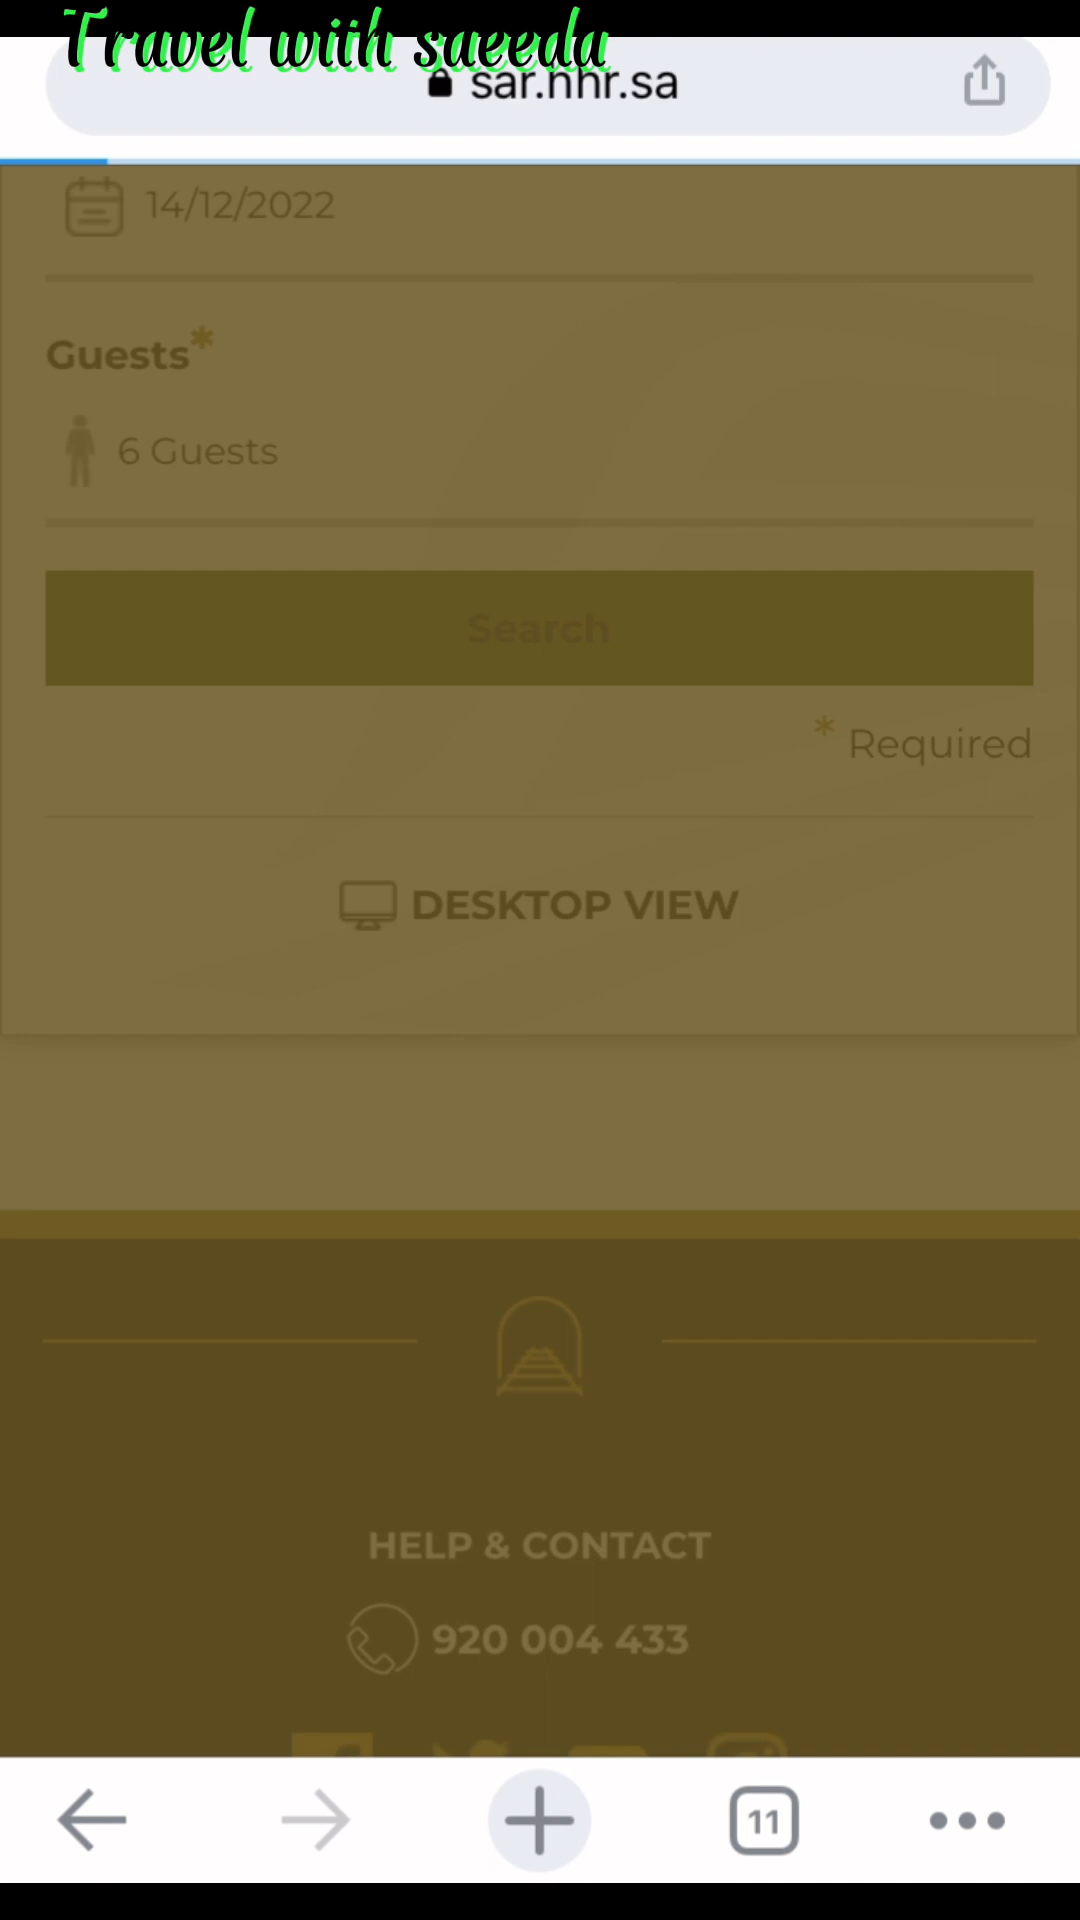 Travel with saeeda
sar.hhr.sa
14/12/2022
Guests*
6 Guests
Search
* Required
DESKTOP VIEW
HELP & CONTACT
920 004 433
11